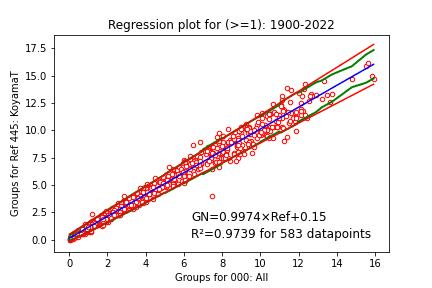 Regression plot for (>=1): 1900-2022
Groups for Ref 445: KoyamaT
17.5
15.0
12.5
10.0
7.5
5.0
2.5
0.0
GN=0.9974×Ref+0.15
R²=0.9739 for 583 datapoints
0 2 4 6 8 10 12 14 16
Groups for 000: All